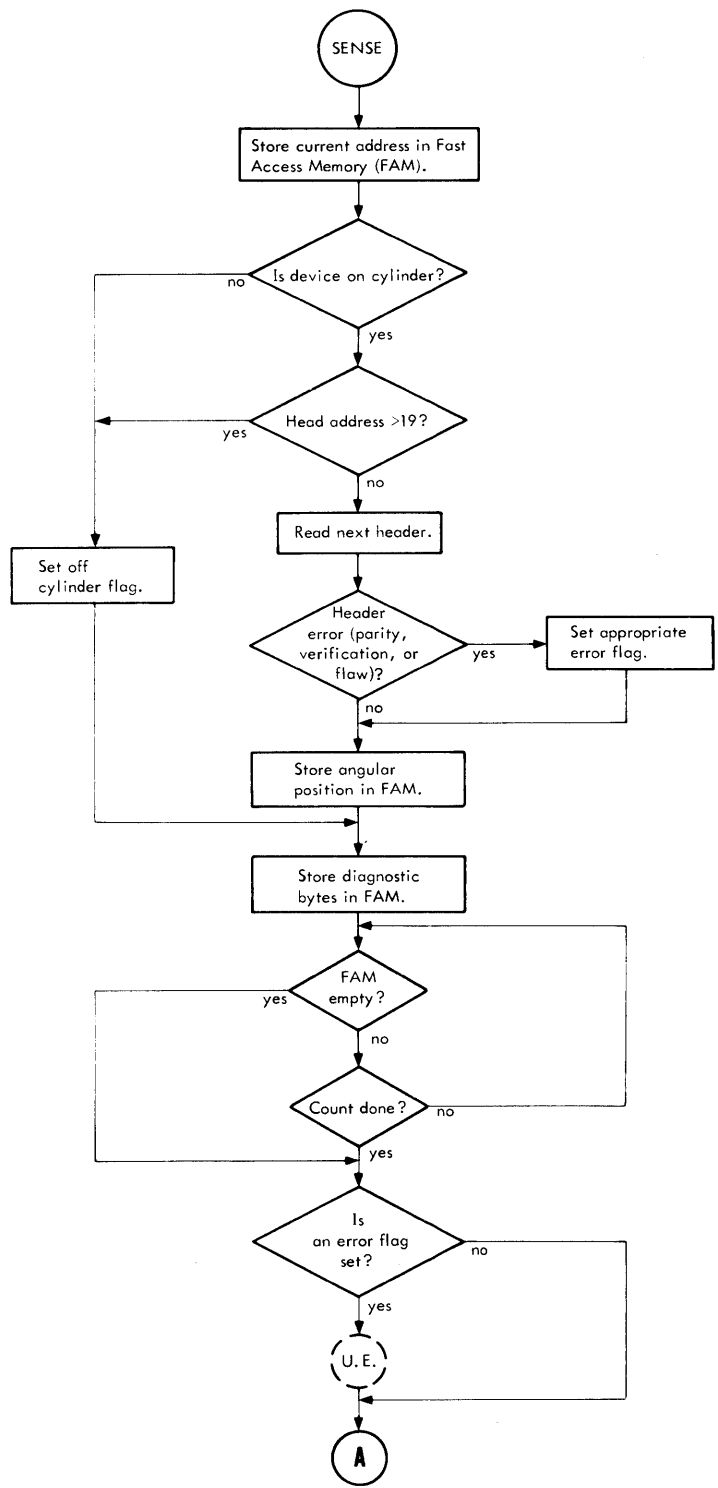 SENSE
Store current address in Fast
Access Memory (FAM).
Is device on cylinder?
no
yes
Head address >19?
yes
no
Read next header.
Set off
cylinder flag.
Header
error (parity,
verification, or
flaw)?
yes
Set appropriate
error flag.
no
Store angular
position in FAM.
Store diagnostic
bytes in FAM.
FAM
empty?
yes
no
Count done?
no
yes
Is
an error flag
set?
no
yes
U.E.
A